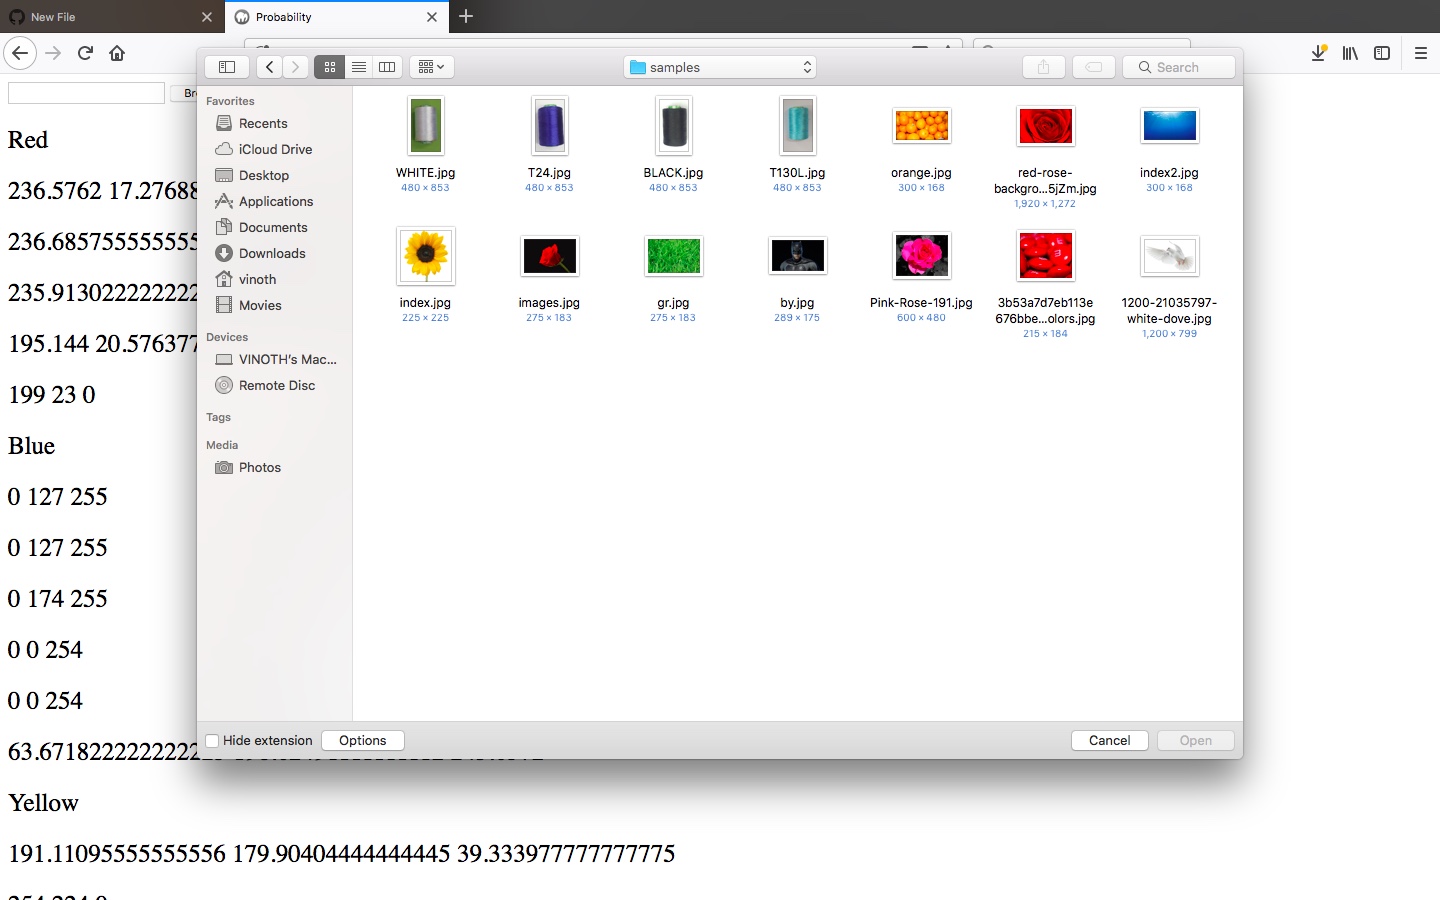 New File
Probability
samples
Search
Favorites
Recents
iCloud Drive
Desktop
Applications
Documents
Downloads
vinoth
Movies
Devices
VINOTH's Mac...
Remote Disc
Tags
Media
Photos
WHITE.jpg
480 × 853
T24.jpg
480 × 853
BLACK.jpg
480 × 853
T130L.jpg
480 × 853
orange.jpg
300 × 168
red-rose-
backgro...5jZm.jpg
1,920 × 1,272
index2.jpg
300 × 168
index.jpg
225 × 225
images.jpg
275 × 183
gr.jpg
275 × 183
by.jpg
289 × 175
Pink-Rose-191.jpg
600 × 480
3b53a7d7eb113e
676bbe...olors.jpg
215 × 184
1200-21035797-
white-dove.jpg
1,200 × 799
Hide extension
Options
Cancel
Open
Red
236.5762 17.27688
236.685755555555
235.913022222222
195.144 20.576377
199 23 0
Blue
0 127 255
0 127 255
0 174 255
0 0 254
0 0 254
63.6718222222222
Yellow
191.11095555555556 179.90404444444445 39.333977777777775